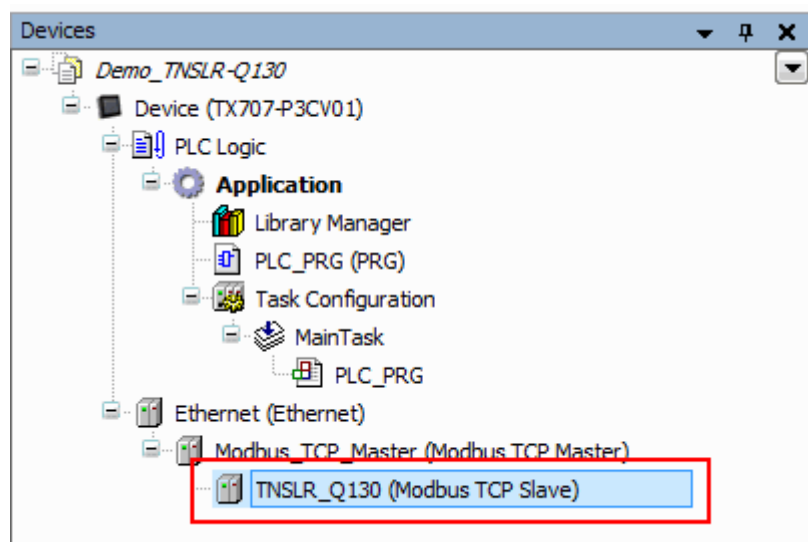 Devices
Demo_TNSLR-Q130
Device (TX707-P3CV01)
PLC Logic
Application
Library Manager
PLC_PRG (PRG)
Task Configuration
MainTask
PLC_PRG
Ethernet (Ethernet)
Modbus_TCP_Master (Modbus TCP Master)
TNSLR_Q130 (Modbus TCP Slave)